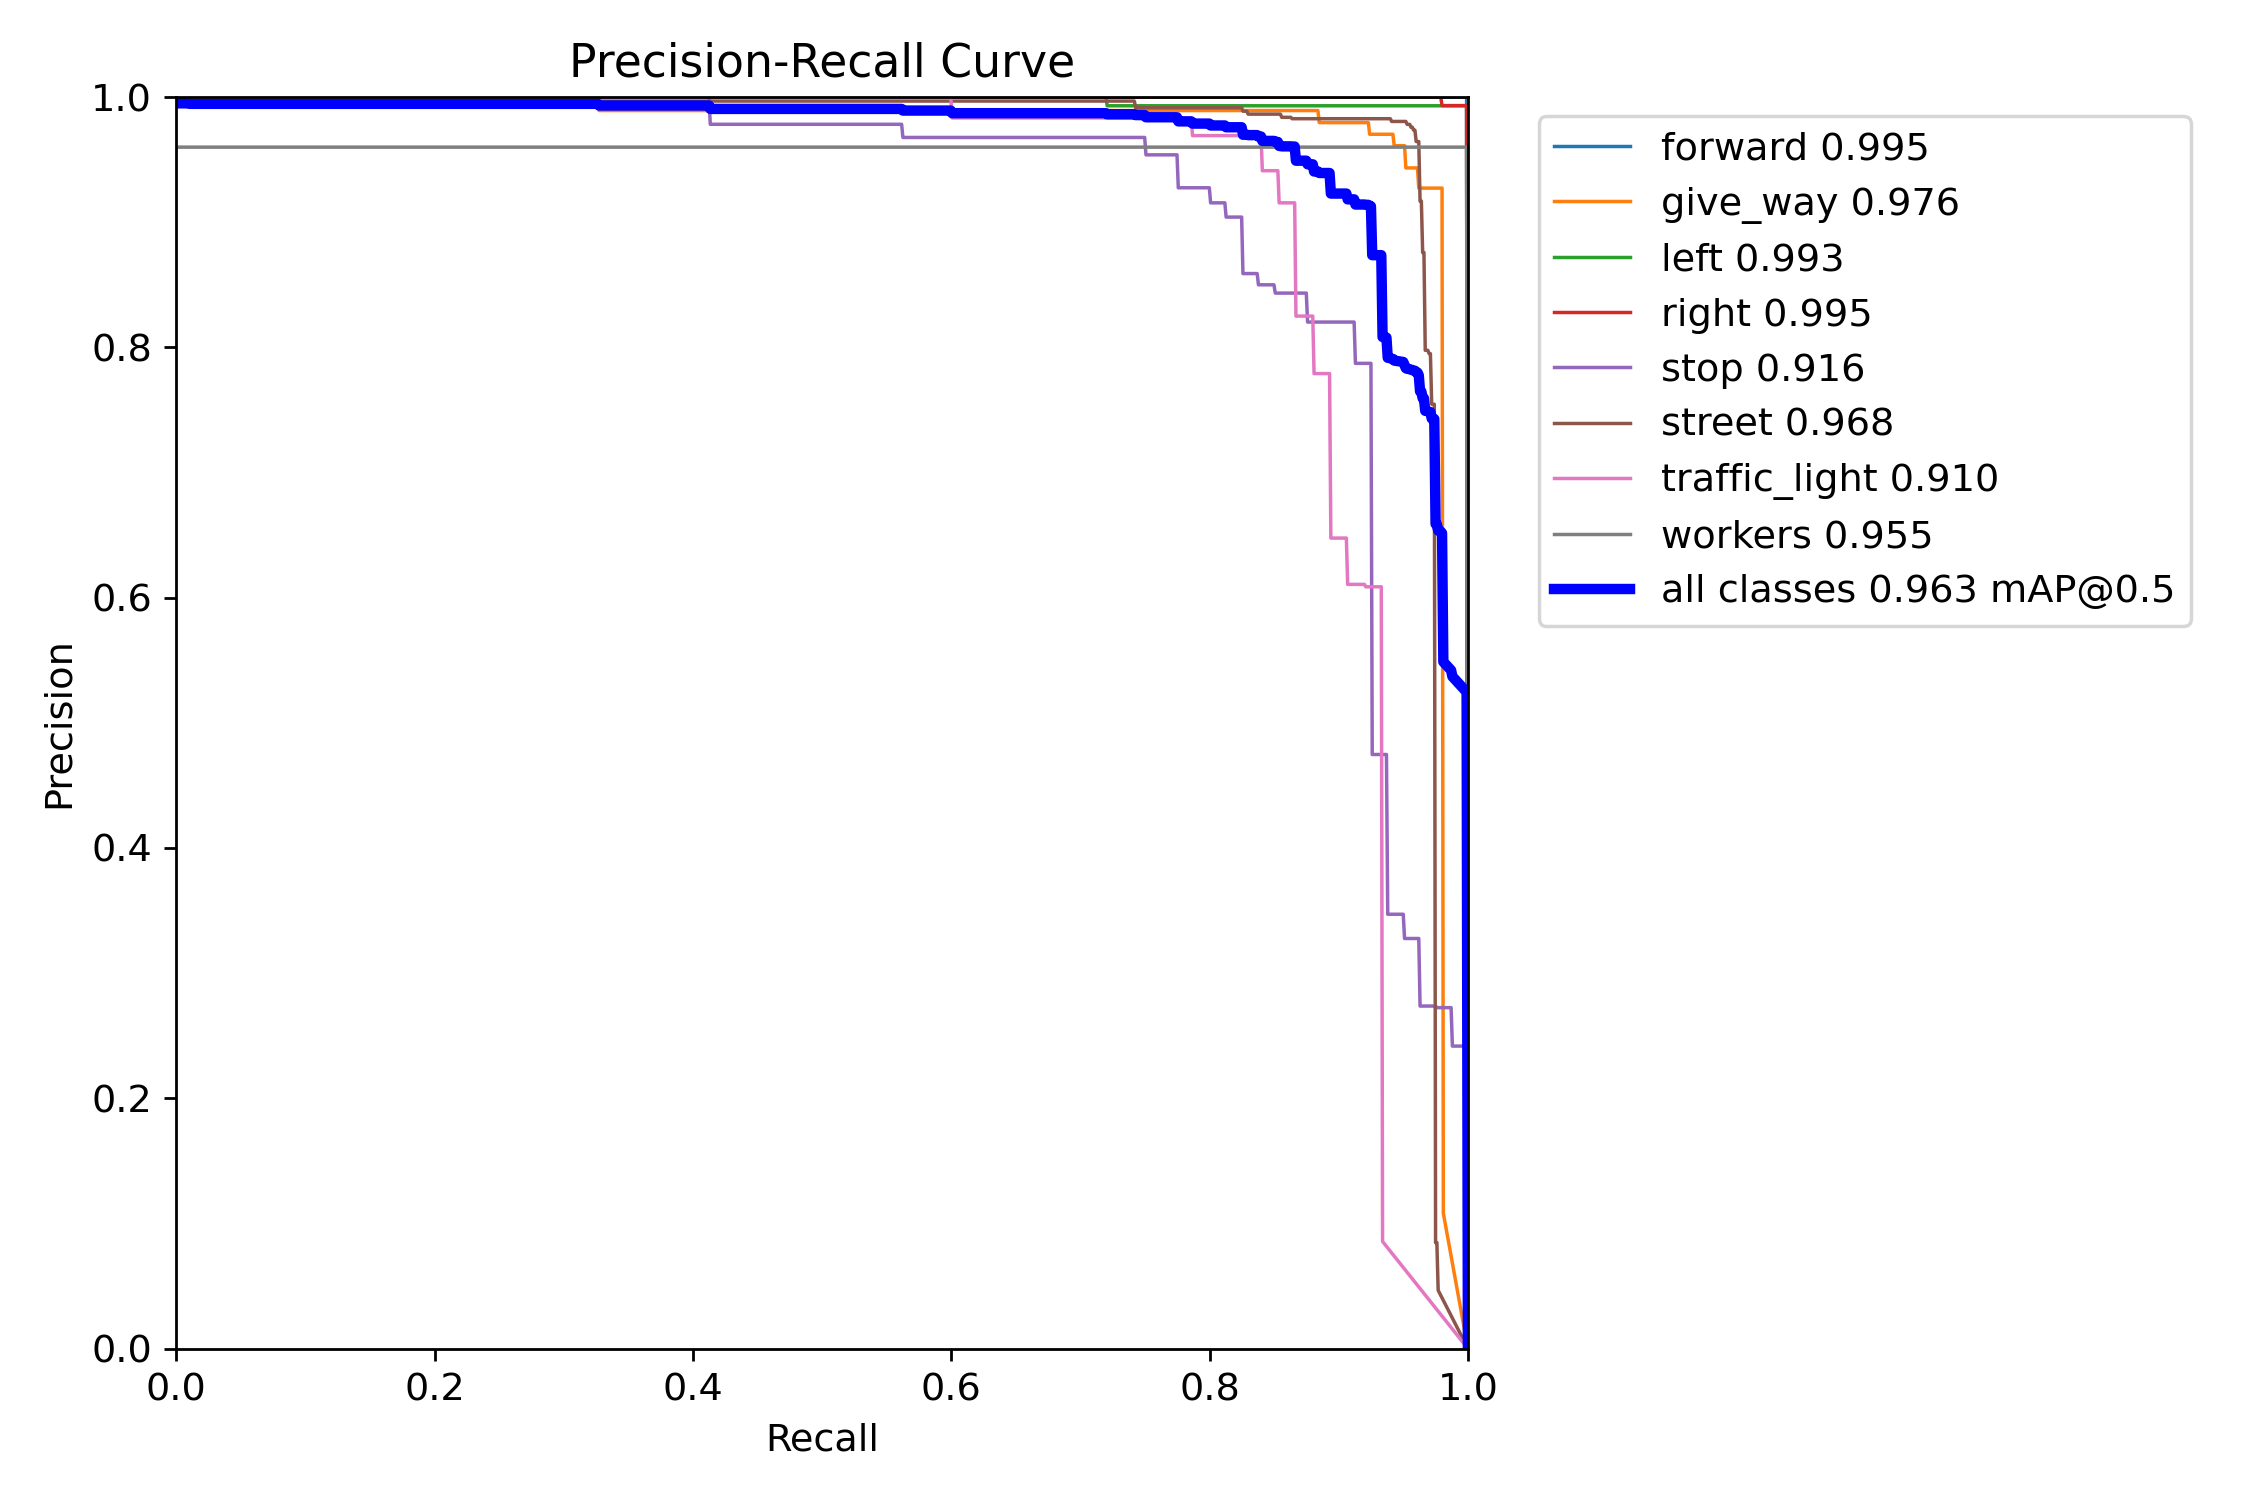 Precision-Recall Curve
1.0
0.8
0.6
0.4
0.2
0.0
Precision
0.0 0.2 0.4 0.6 0.8 1.0
Recall
forward 0.995
give_way 0.976
left 0.993
right 0.995
stop 0.916
street 0.968
traffic_light 0.910
workers 0.955
all classes 0.963 mAP@0.5